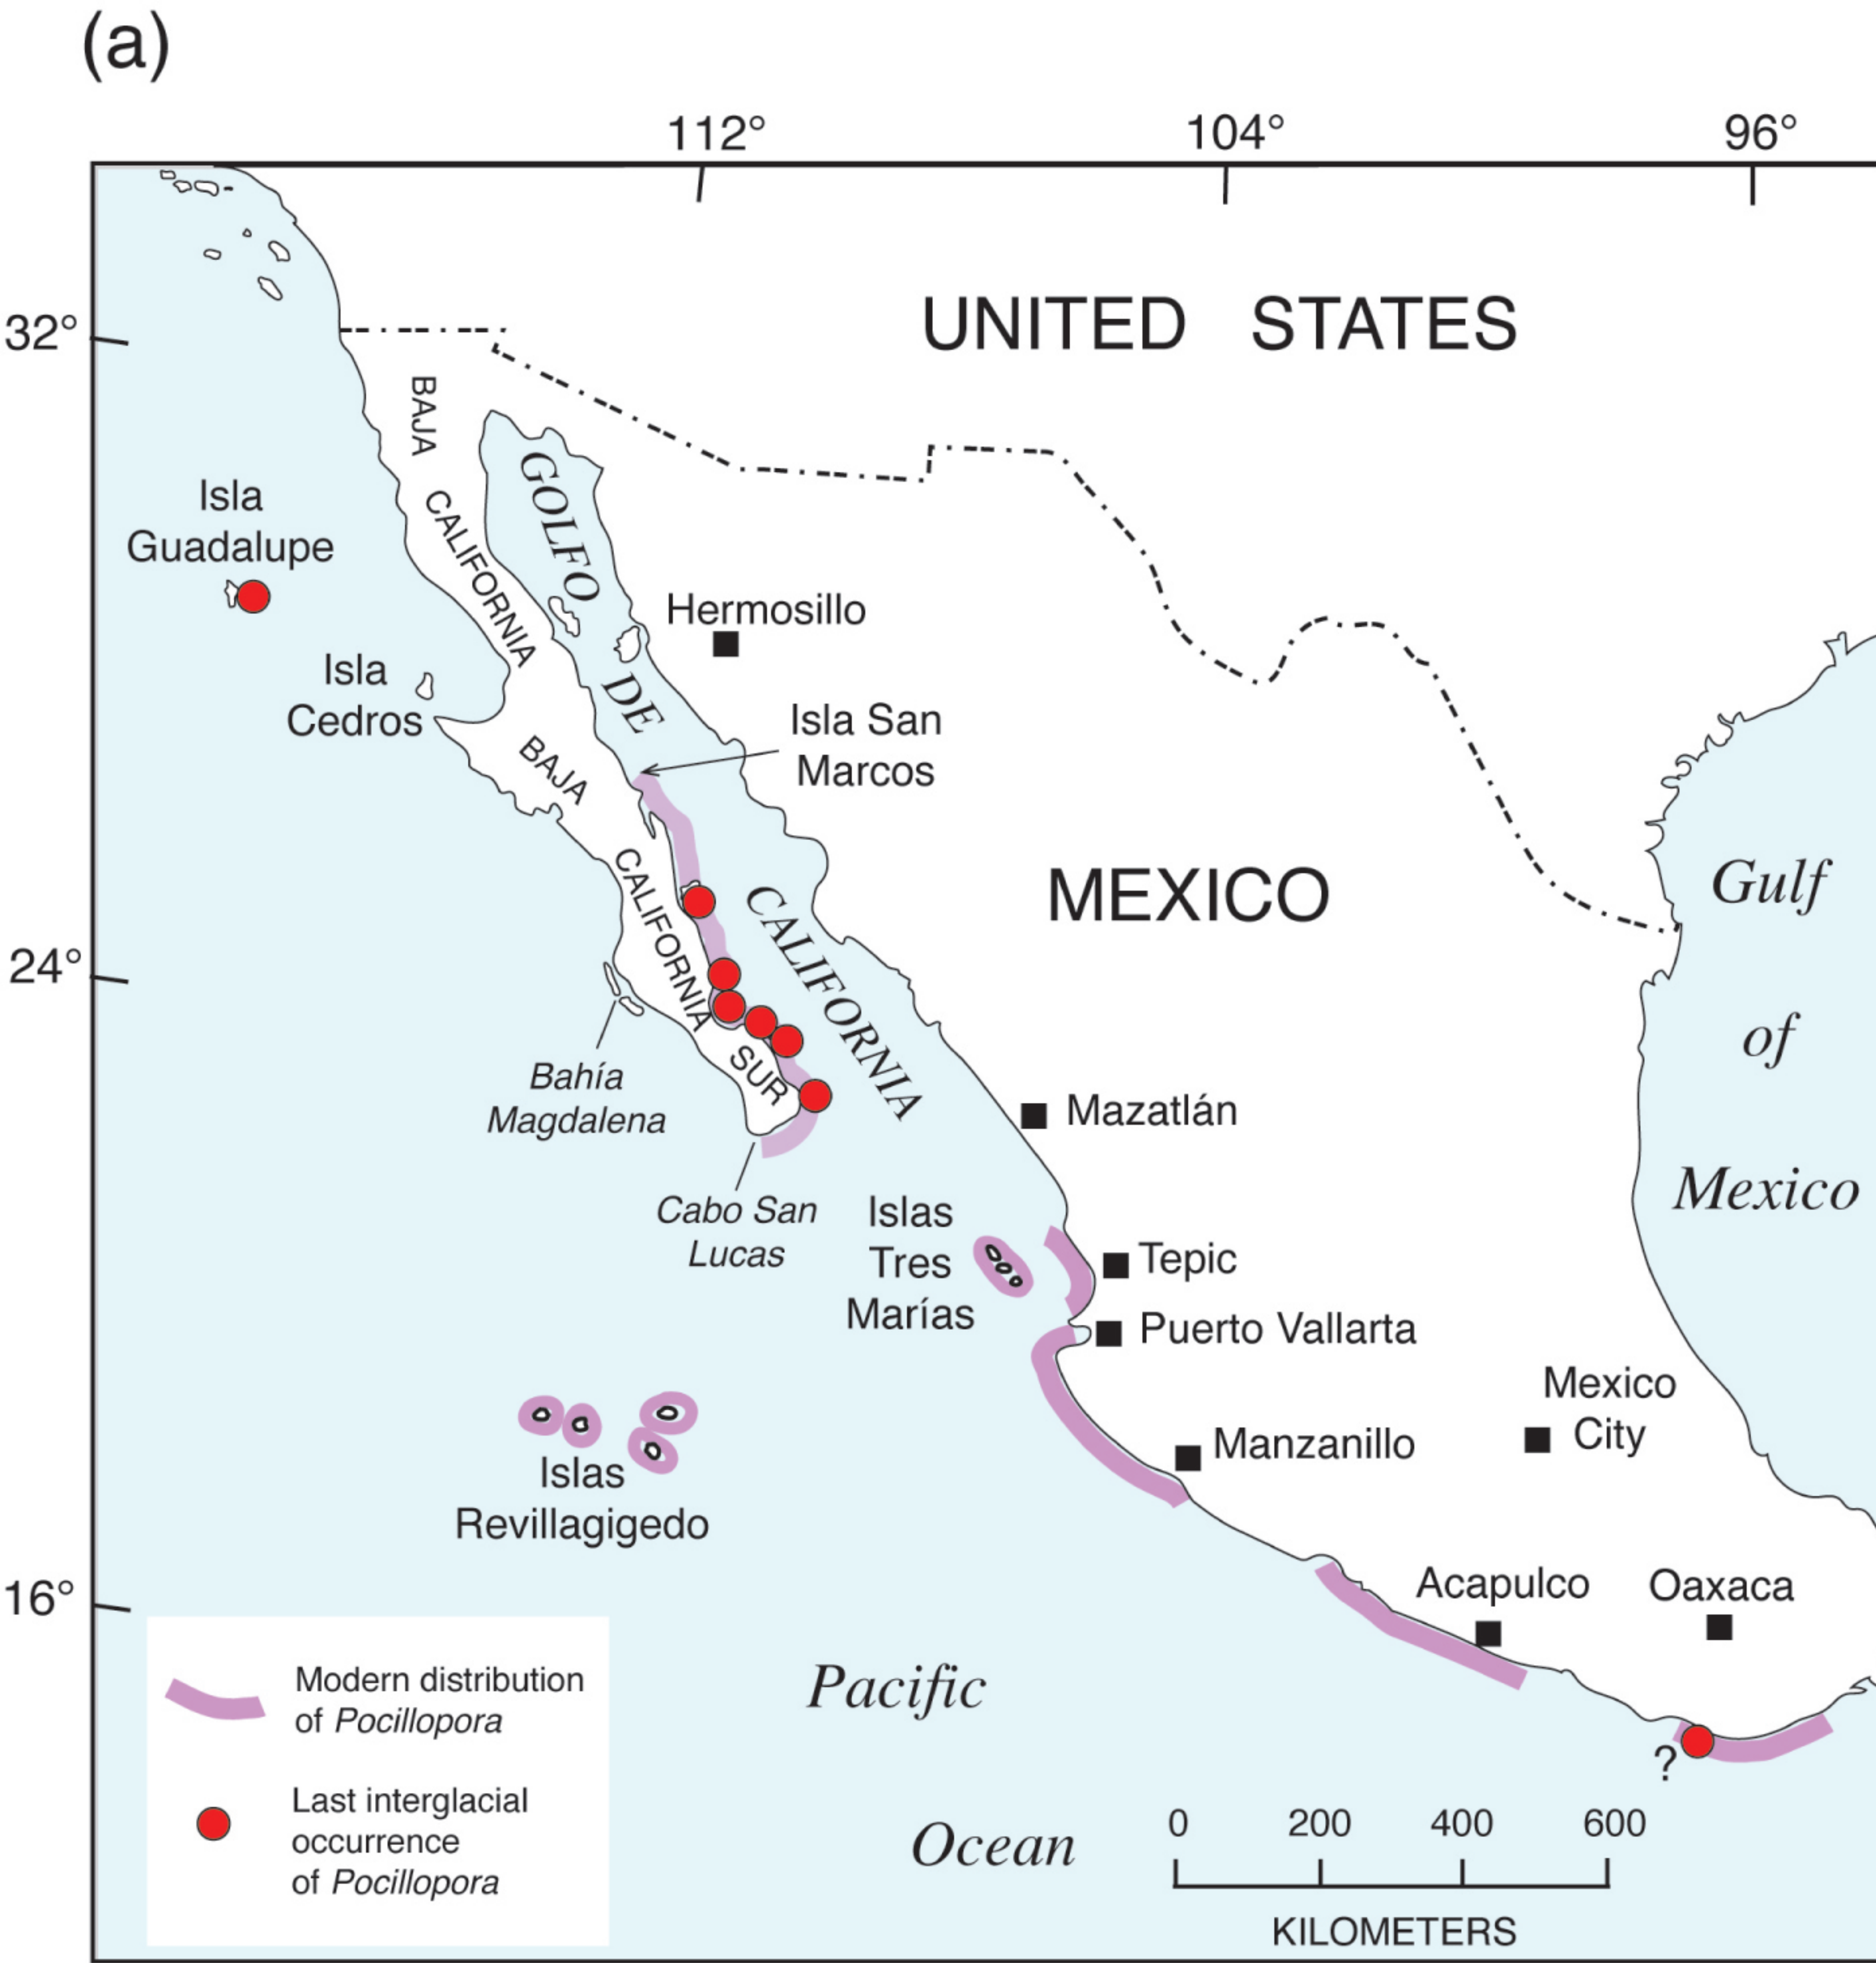 (a)
112°
104°
96°
32°
24°
16°
UNITED STATES
BAJA
CALIFORNIA
GOLFO
DE
CALIFORNIA
Isla
Guadalupe
Hermosillo
Isla
Cedros
Isla San
Marcos
BAJA
CALIFORNIA
SUR
MEXICO
Gulf
of
Mexico
Bahía
Magdalena
Mazatlán
Cabo San
Lucas
Islas
Tres
Marías
Tepic
Puerto Vallarta
Mexico
City
Manzanillo
Islas
Revillagigedo
Acapulco
Oaxaca
Pacific
Ocean
?
Modern distribution
of Pocillopora
Last interglacial
occurrence
of Pocillopora
0 200 400 600
KILOMETERS